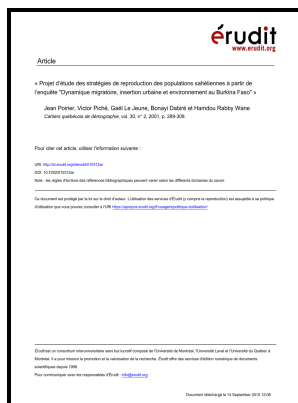 érudit
www.erudit.org
Article
« Projet d'étude des stratégies de reproduction des populations sahéliennes à partir de
l'enquête "Dynamique migratoire, insertion urbaine et environnement au Burkina Faso" »
Jean Poirier, Victor Piché, Gaël Le Jeune, Bonayi Dabiré et Hamdou Rabby Wane
Cahiers québécois de démographie, vol. 30, n° 2, 2001, p. 289-309.
Pour citer cet article, utiliser l'information suivante :
URI: http://id.erudit.org/iderudit/010312ar
DOI: 10.7202/010312ar
Note : les règles d'écriture des références bibliographiques peuvent varier selon les différents domaines du savoir.
Ce document est protégé par la loi sur le droit d'auteur. L'utilisation des services d'Érudit (y compris la reproduction) est assujettie à sa politique
d'utilisation que vous pouvez consulter à l'URI https://apropos.erudit.org/fr/usagers/politique-dutilisation/
Érudit est un consortium interuniversitaire sans but lucratif composé de l'Université de Montréal, l'Université Laval et l'Université du Québec à
Montréal. Il a pour mission la promotion et la valorisation de la recherche. Érudit offre des services d'édition numérique de documents
scientifiques depuis 1998.
Pour communiquer avec les responsables d'Érudit : info@erudit.org
Document téléchargé le 14 September 2015 12:08